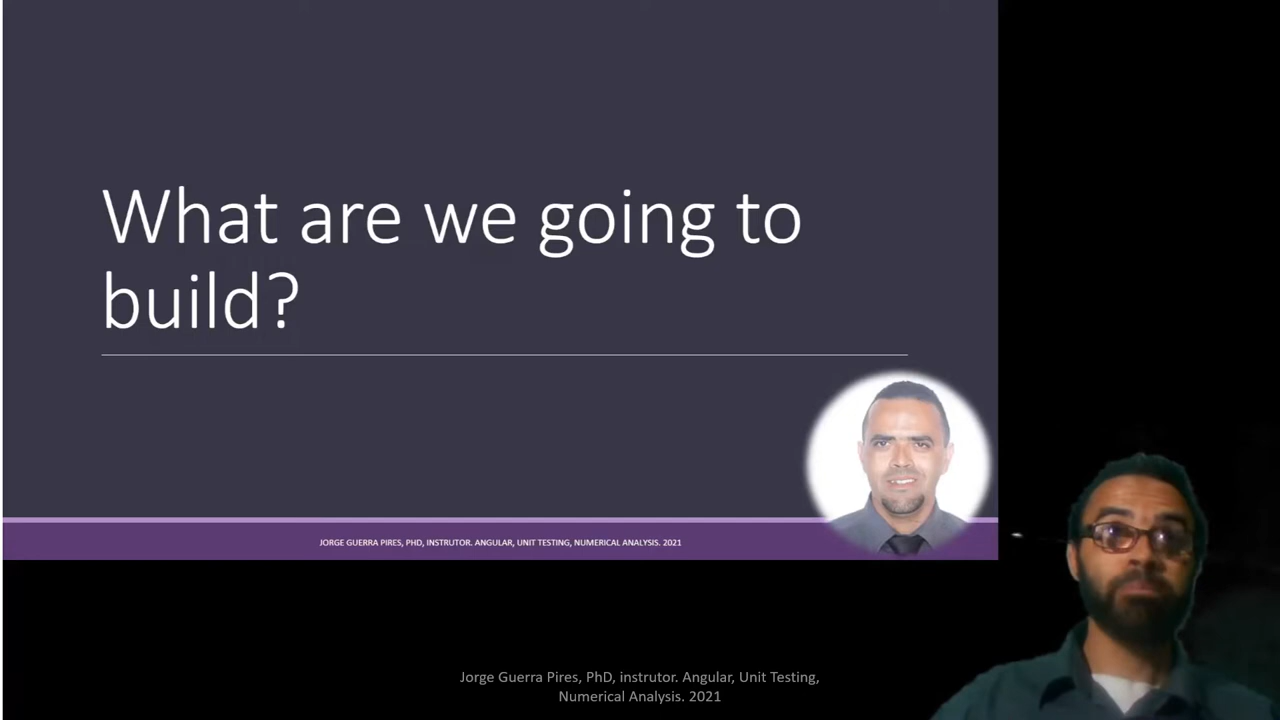 What are we going to
build?
JORGE GUERRA PIRES, PHD, INSTRUTOR. ANGULAR, UNIT TESTING, NUMERICAL ANALYSIS. 2021
Jorge Guerra Pires, PhD, instrutor. Angular, Unit Testing,
Numerical Analysis. 2021